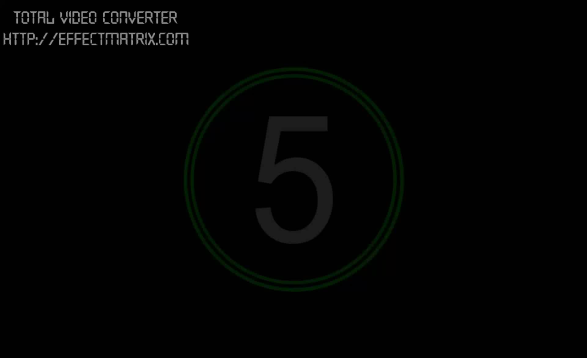 TOTAL VIDEO CONVERTER
HTTP://EFFECTMATRIX.COM
5